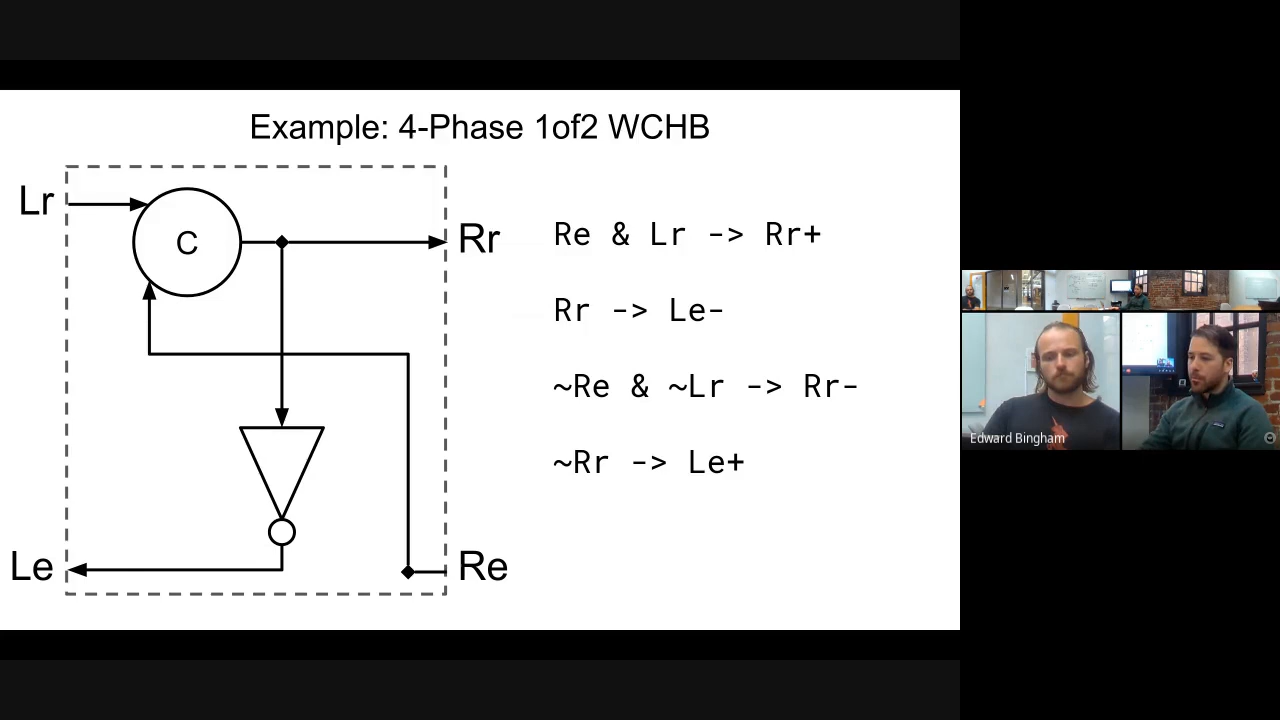 Example: 4-Phase 1of2 WCHB
Lr
C
Rr
Le
Re
Re & Lr -> Rr+
Rr -> Le-
~Re & ~Lr -> Rr-
~Rr -> Le+
Edward Bingham